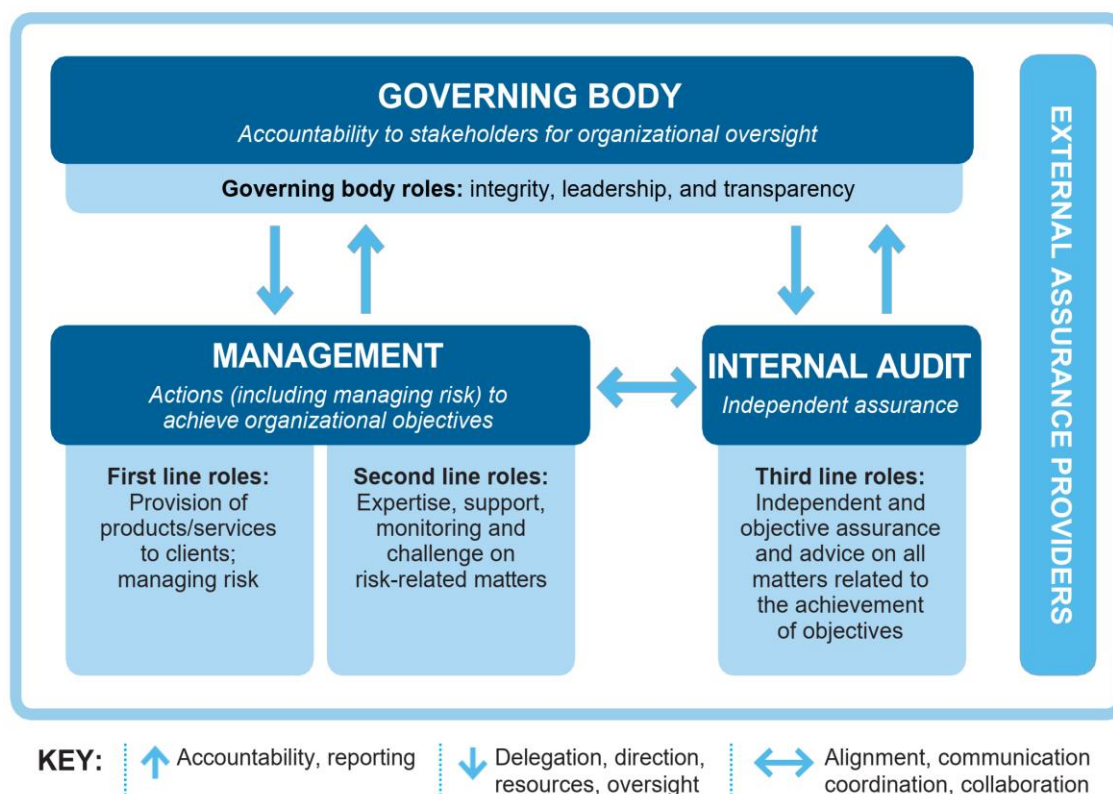 GOVERNING BODY
Accountability to stakeholders for organizational oversight
Governing body roles: integrity, leadership, and transparency
MANAGEMENT
Actions (including managing risk) to
achieve organizational objectives
First line roles:
Provision of
products/services
to clients;
managing risk
Second line roles:
Expertise, support,
monitoring and
challenge on
risk-related matters
INTERNAL AUDIT
Independent assurance
Third line roles:
Independent and
objective assurance
and advice on all
matters related to
the achievement
of objectives
EXTERNAL ASSURANCE PROVIDERS
KEY:
Accountability, reporting
Delegation, direction,
resources, oversight
Alignment, communication
coordination, collaboration